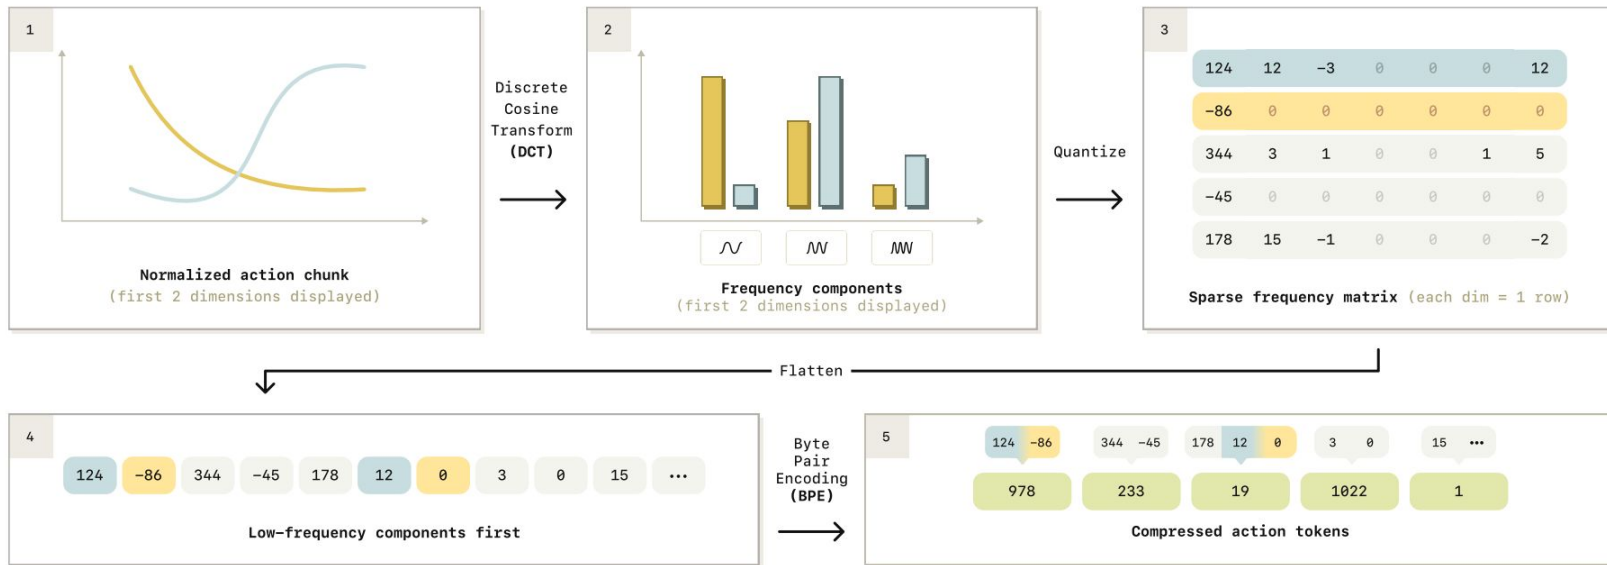 1
Normalized action chunk
(first 2 dimensions displayed)
Discrete
Cosine
Transform
(DCT)
2
Frequency components
(first 2 dimensions displayed)
Quantize
3
124 12 −3 0 0 0 12
−86 0 0 0 0 0 0
344 3 1 0 0 1 5
−45 0 0 0 0 0 0
178 15 −1 0 0 0 −2
Sparse frequency matrix (each dim = 1 row)
Flatten
4
124 −86 344 −45 178 12 0 3 0 15 •••
Low−frequency components first
Byte
Pair
Encoding
(BPE)
5
124 −86 344 −45 178 12 0 3 0 15 •••
978 233 19 1022 1
Compressed action tokens